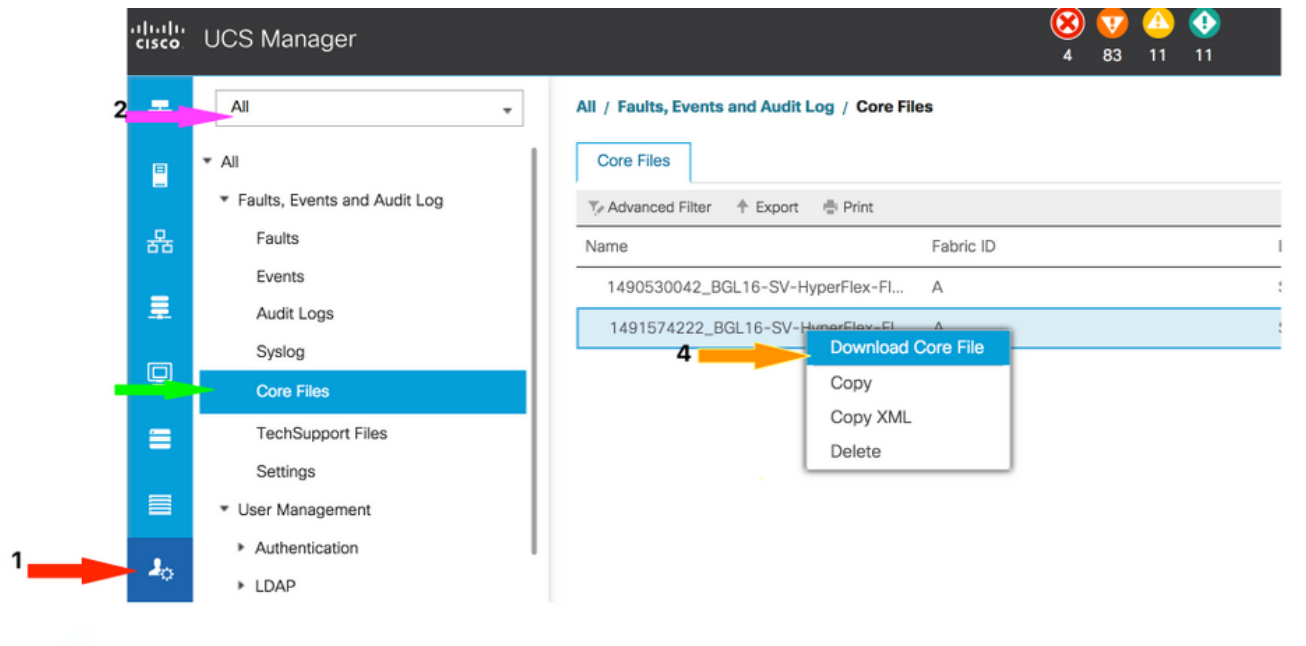 cisco UCS Manager
4 83 11 11
2 All
All / Faults, Events and Audit Log / Core Files
All
Core Files
Faults, Events and Audit Log
Advanced Filter Export Print
Faults
Name Fabric ID
Events
1490530042_BGL16-SV-HyperFlex-FI... A
Audit Logs
1491574222_BGL16-SV-HyperFlex-FI A
Syslog
4 Download Core File
Core Files
Copy
Copy XML
TechSupport Files
Delete
Settings
User Management
Authentication
1
LDAP